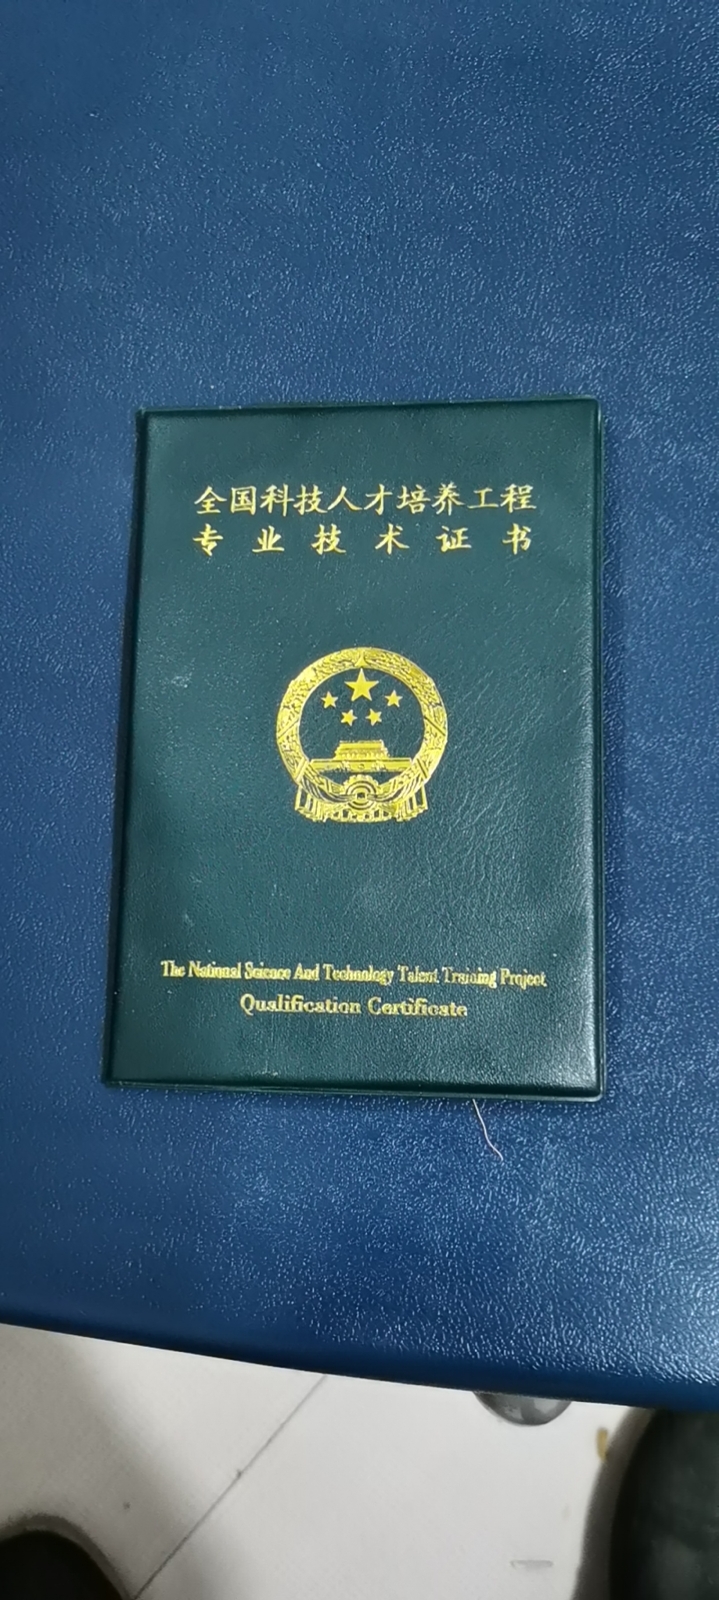 全国科技人才培养工程
专业技术证书
The National Science And Technology Talent Training Project
Qualification Certificate